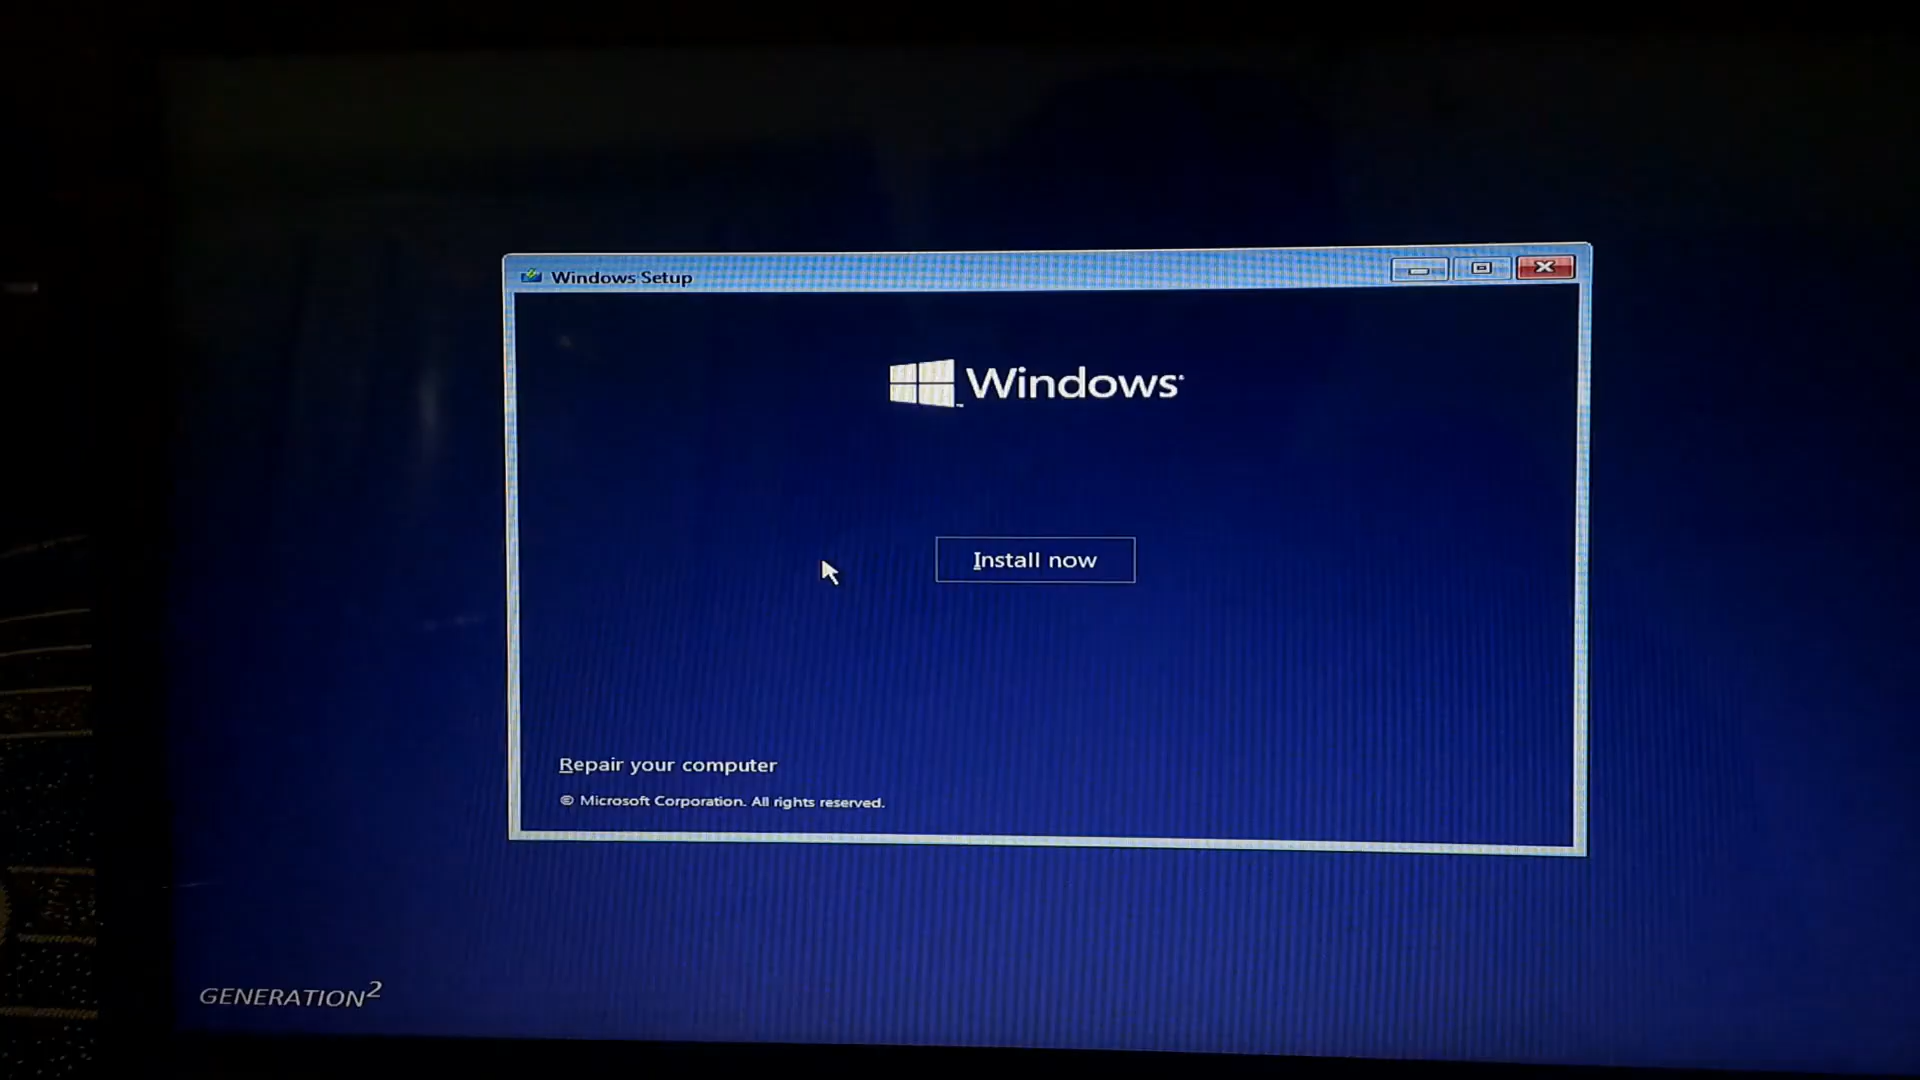 Windows Setup
Windows
Install now
Repair your computer
© Microsoft Corporation. All rights reserved.
GENERATION²